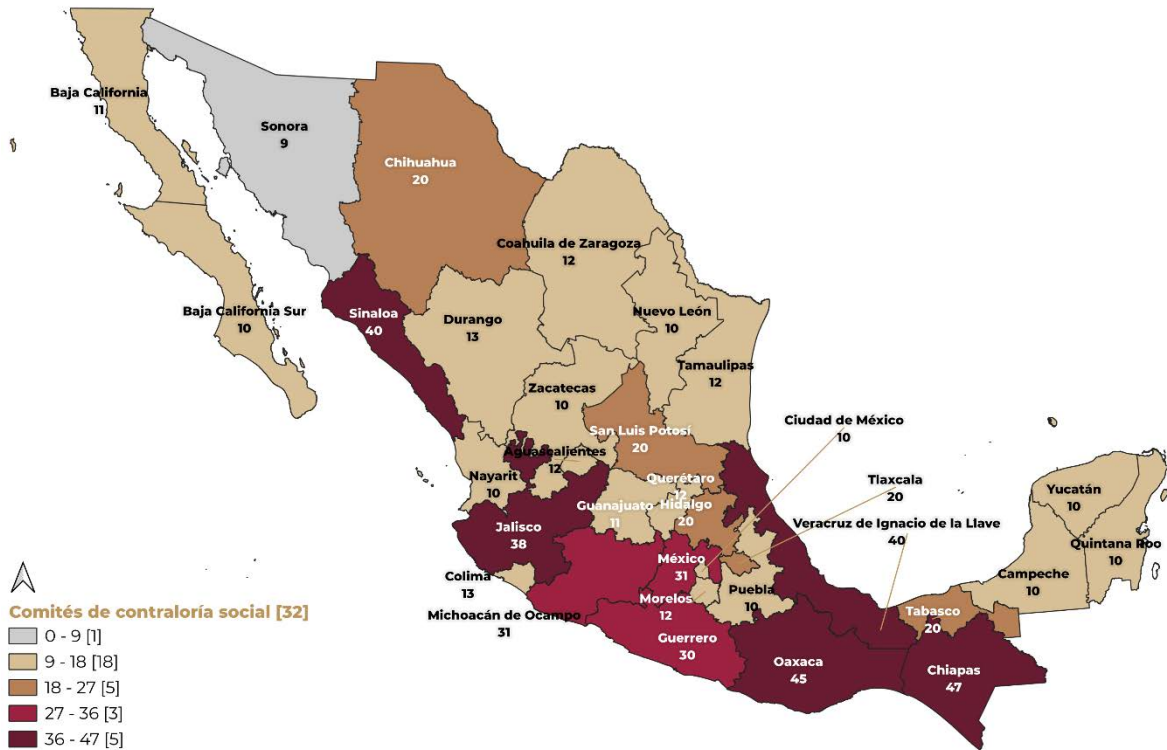 Baja California
11
Sonora
9
Chihuahua
20
Coahuila de Zaragoza
12
Baja California Sur
10
Sinaloa
40
Durango
13
Nuevo León
10
Tamaulipas
12
Zacatecas
10
San Luis Potosí
20
Ciudad de México
10
Aguascalientes
12
Nayarit
10
Querétaro
12
Tlaxcala
20
Guanajuato
11
Hidalgo
20
Yucatán
10
Veracruz de Ignacio de la Llave
40
Jalisco
38
Quintana Roo
10
México
31
Campeche
10
Colima
13
Puebla
10
Morelos
12
Michoacán de Ocampo
31
Tabasco
20
Guerrero
30
Oaxaca
45
Chiapas
47
Comités de contraloría social [32]
0 - 9 [1]
9 - 18 [18]
18 - 27 [5]
27 - 36 [3]
36 - 47 [5]